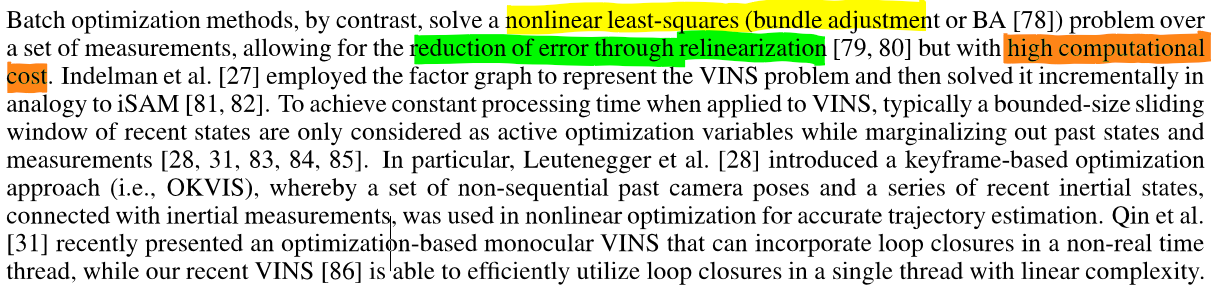 Batch optimization methods, by contrast, solve a nonlinear least-squares (bundle adjustment or BA [78]) problem over
a set of measurements, allowing for the reduction of error through relinearization [79, 80] but with high computational
cost. Indelman et al. [27] employed the factor graph to represent the VINS problem and then solved it incrementally in
analogy to iSAM [81, 82]. To achieve constant processing time when applied to VINS, typically a bounded-size sliding
window of recent states are only considered as active optimization variables while marginalizing out past states and
measurements [28, 31, 83, 84, 85]. In particular, Leutenegger et al. [28] introduced a keyframe-based optimization
approach (i.e., OKVIS), whereby a set of non-sequential past camera poses and a series of recent inertial states,
connected with inertial measurements, was used in nonlinear optimization for accurate trajectory estimation. Qin et al.
[31] recently presented an optimization-based monocular VINS that can incorporate loop closures in a non-real time
thread, while our recent VINS [86] is able to efficiently utilize loop closures in a single thread with linear complexity.